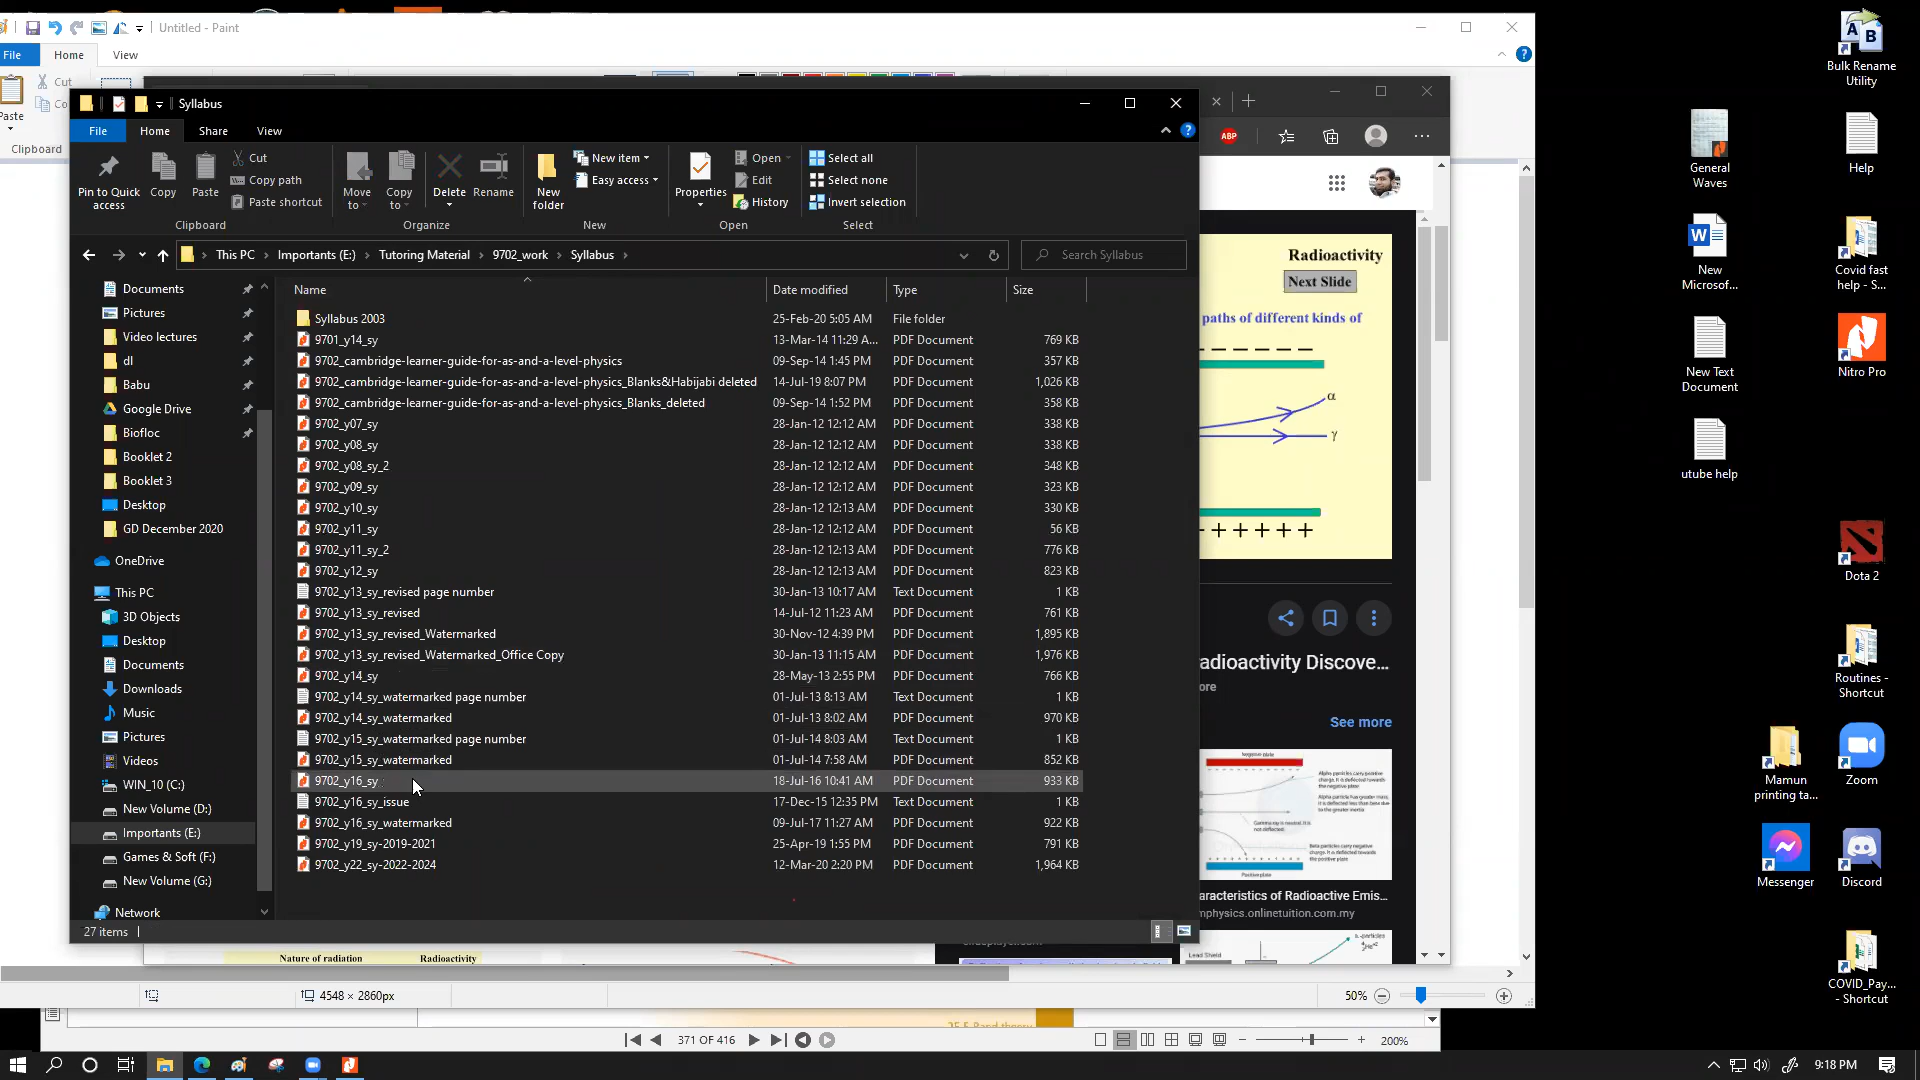 Untitled - Paint
File
Home
View
Cut
Paste
Clipboard
Syllabus
File
Home
Share
View
Pin to Quick access
Copy
Paste
Cut
Copy path
Paste shortcut
Clipboard
Move to
Copy to
Delete
Rename
Organize
New folder
New item
Easy access
New
Properties
Open
Edit
History
Open
Select all
Select none
Invert selection
Select
This PC
Importants (E:)
Tutoring Material
9702_work
Syllabus
Search Syllabus
Documents
Pictures
Video lectures
dl
Babu
Google Drive
Biofloc
Booklet 2
Booklet 3
Desktop
GD December 2020
OneDrive
This PC
3D Objects
Desktop
Documents
Downloads
Music
Pictures
Videos
WIN_10 (C:)
New Volume (D:)
Importants (E:)
Games & Soft (F:)
New Volume (G:)
Network
Name Date modified Type Size
Syllabus 2003 25-Feb-20 5:05 AM File folder
9701_y14_sy 13-Mar-14 11:29 A... PDF Document 769 KB
9702_cambridge-learner-guide-for-as-and-a-level-physics 09-Sep-14 1:45 PM PDF Document 357 KB
9702_cambridge-learner-guide-for-as-and-a-level-physics_Blanks&Habijabi deleted 14-Jul-19 8:07 PM PDF Document 1,026 KB
9702_cambridge-learner-guide-for-as-and-a-level-physics_Blanks_deleted 09-Sep-14 1:52 PM PDF Document 358 KB
9702_y07_sy 28-Jan-12 12:12 AM PDF Document 338 KB
9702_y08_sy 28-Jan-12 12:12 AM PDF Document 338 KB
9702_y08_sy_2 28-Jan-12 12:12 AM PDF Document 348 KB
9702_y09_sy 28-Jan-12 12:12 AM PDF Document 323 KB
9702_y10_sy 28-Jan-12 12:13 AM PDF Document 330 KB
9702_y11_sy 28-Jan-12 12:12 AM PDF Document 56 KB
9702_y11_sy_2 28-Jan-12 12:13 AM PDF Document 776 KB
9702_y12_sy 28-Jan-12 12:13 AM PDF Document 823 KB
9702_y13_sy_revised page number 30-Jan-13 10:17 AM Text Document 1 KB
9702_y13_sy_revised 14-Jul-12 11:23 AM PDF Document 761 KB
9702_y13_sy_revised_Watermarked 30-Nov-12 4:39 PM PDF Document 1,895 KB
9702_y13_sy_revised_Watermarked_Office Copy 30-Jan-13 11:15 AM PDF Document 1,976 KB
9702_y14_sy 28-May-13 2:55 PM PDF Document 766 KB
9702_y14_sy_watermarked page number 01-Jul-13 8:13 AM Text Document 1 KB
9702_y14_sy_watermarked 01-Jul-13 8:02 AM PDF Document 970 KB
9702_y15_sy_watermarked page number 01-Jul-14 8:03 AM Text Document 1 KB
9702_y15_sy_watermarked 01-Jul-14 7:58 AM PDF Document 852 KB
9702_y16_sy 18-Jul-16 10:41 AM PDF Document 933 KB
9702_y16_sy_issue 17-Dec-15 12:35 PM Text Document 1 KB
9702_y16_sy_watermarked 09-Jul-17 11:27 AM PDF Document 922 KB
9702_y19_sy-2019-2021 25-Apr-19 1:55 PM PDF Document 791 KB
9702_y22_sy-2022-2024 12-Mar-20 2:20 PM PDF Document 1,964 KB
27 items
ABP
Radioactivity
Next Slide
paths of different kinds of
α
γ
+ + + + + +
adioactivity Discove...
ore
See more
Negative plate
Positive plate
aracteristics of Radioactive Emis...
nphysics.onlinetuition.com.my
Lead Shield
Nature of radiation
Radioactivity
4548 × 2860px
50%
371 OF 416
200%
Bulk Rename Utility
General Waves
Help
New Microsof...
Covid fast help - S...
New Text Document
Nitro Pro
utube help
Dota 2
Routines - Shortcut
Mamun printing ta...
Zoom
Messenger
Discord
COVID_Pay... - Shortcut
9:18 PM